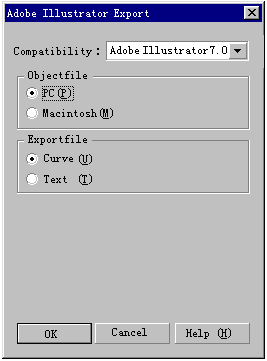 Adobe Illustrator Export
Compatibility: Adobe Illustrator7.0
Objectfile
PC(P)
Macintosh(M)
Exportfile
Curve (U)
Text (T)
OK Cancel Help (H)